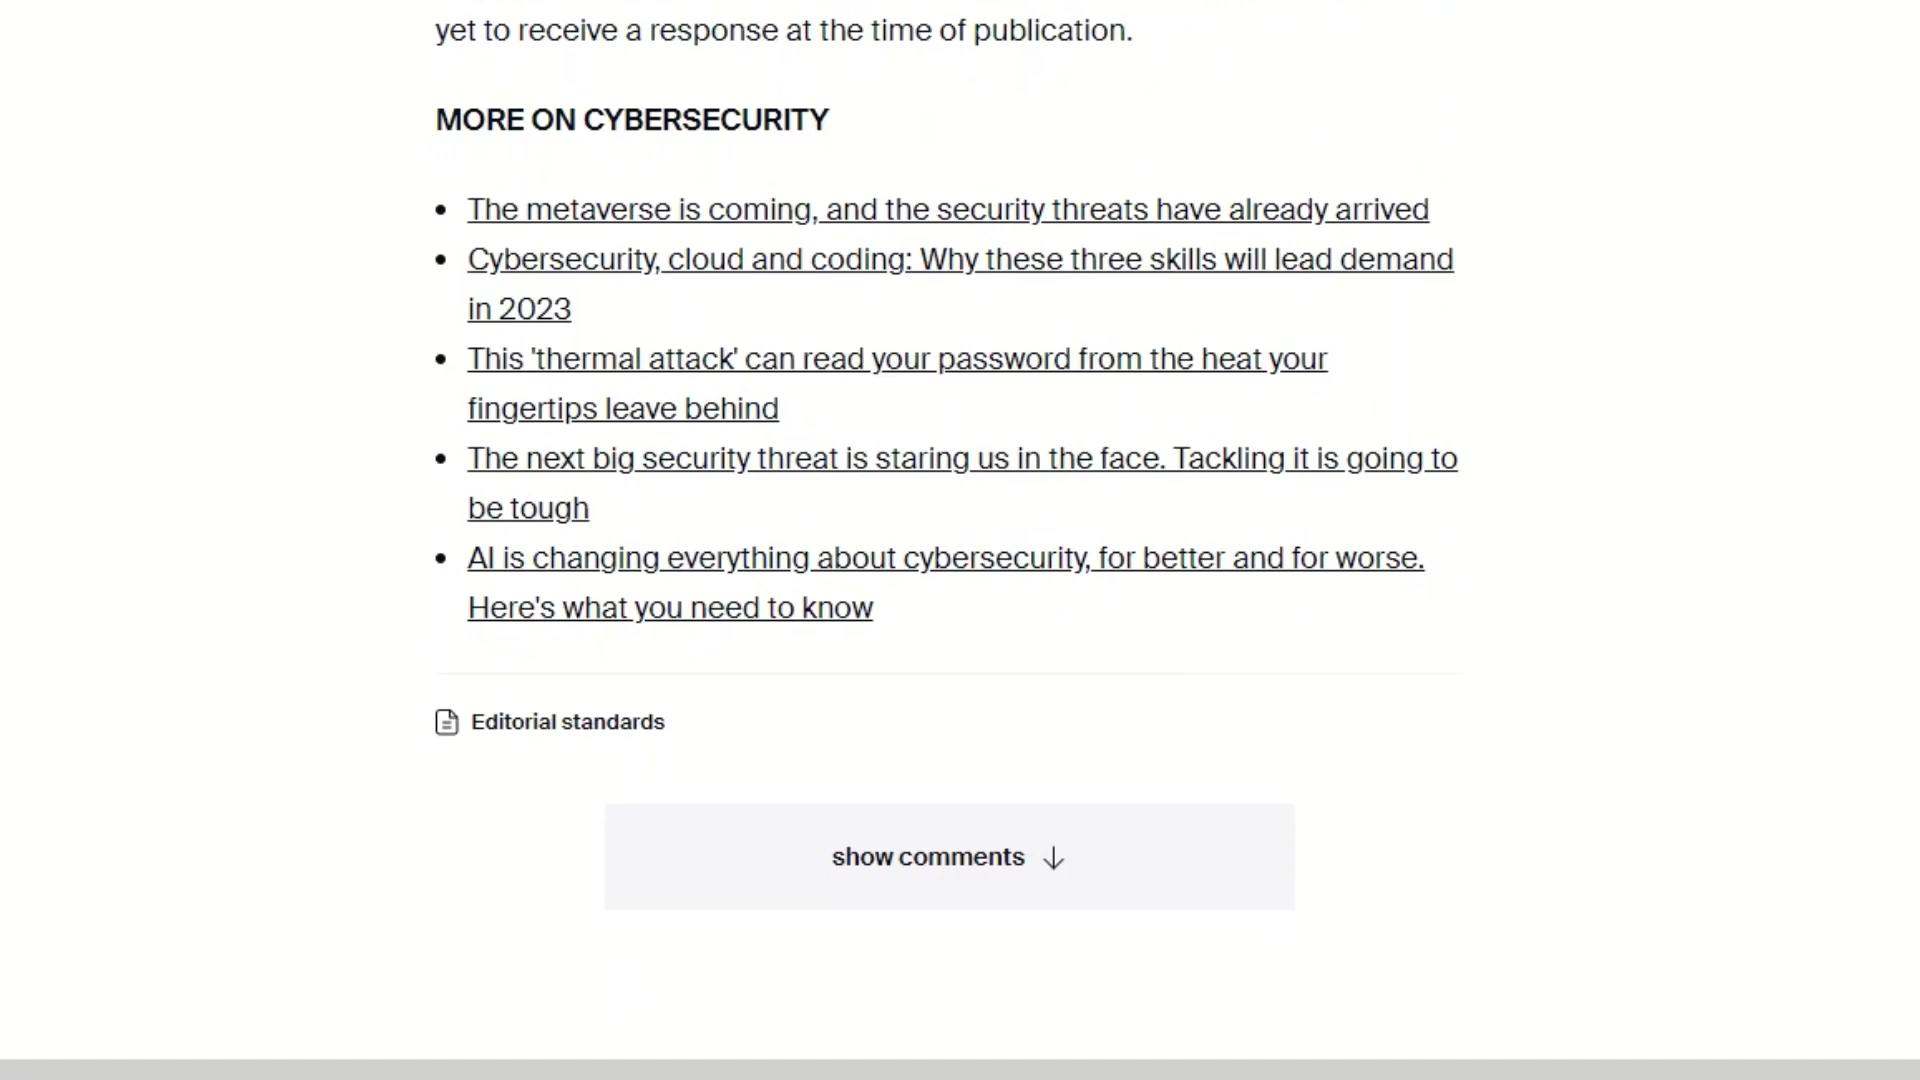 yet to receive a response at the time of publication.
MORE ON CYBERSECURITY
The metaverse is coming, and the security threats have already arrived
Cybersecurity, cloud and coding: Why these three skills will lead demand
in 2023
This 'thermal attack' can read your password from the heat your
fingertips leave behind
The next big security threat is staring us in the face. Tackling it is going to
be tough
AI is changing everything about cybersecurity, for better and for worse.
Here's what you need to know
Editorial standards
show comments